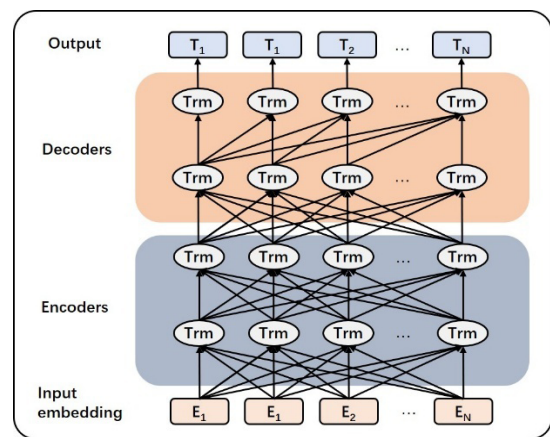 Output T1 T1 T2 ... TN
Trm Trm Trm ... Trm
Decoders
Trm Trm Trm ... Trm
Trm Trm Trm ... Trm
Encoders
Trm Trm Trm ... Trm
Input
embedding E1 E1 E2 ... EN